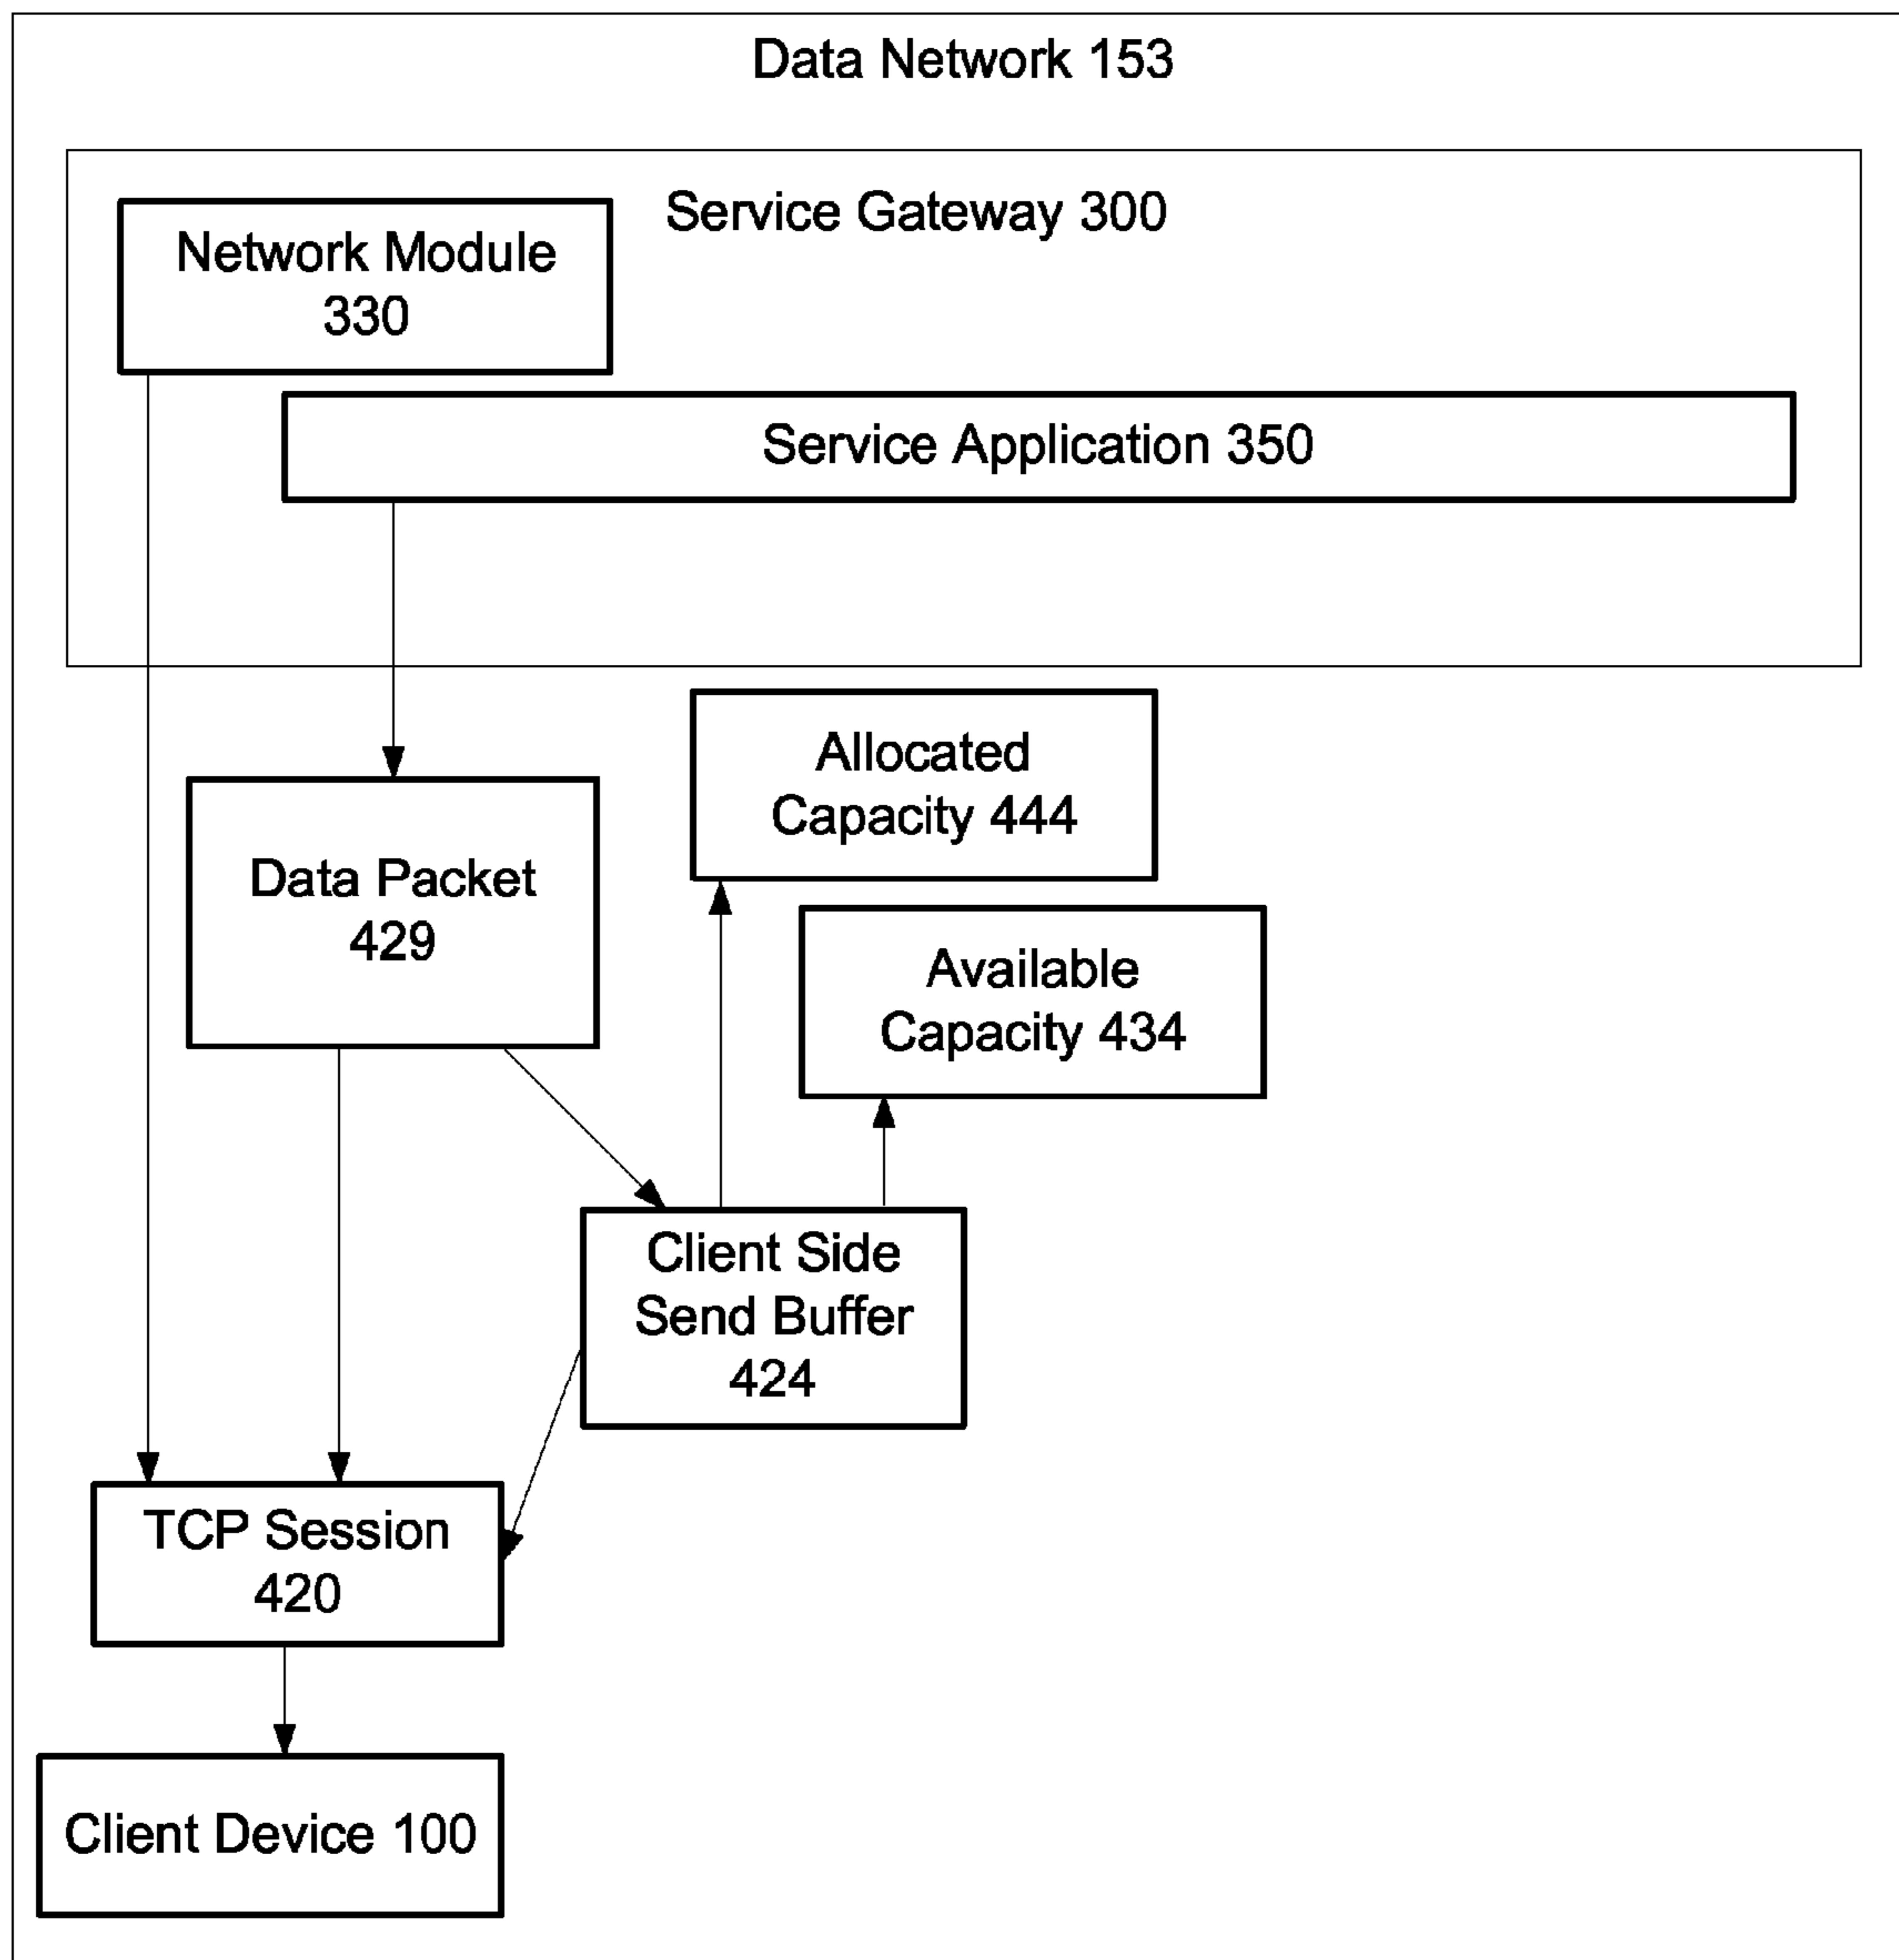 Data Network 153
Service Gateway 300
Network Module
330
Service Application 350
Allocated
Capacity 444
Data Packet
429
Available
Capacity 434
Client Side
Send Buffer
424
TCP Session
420
Client Device 100